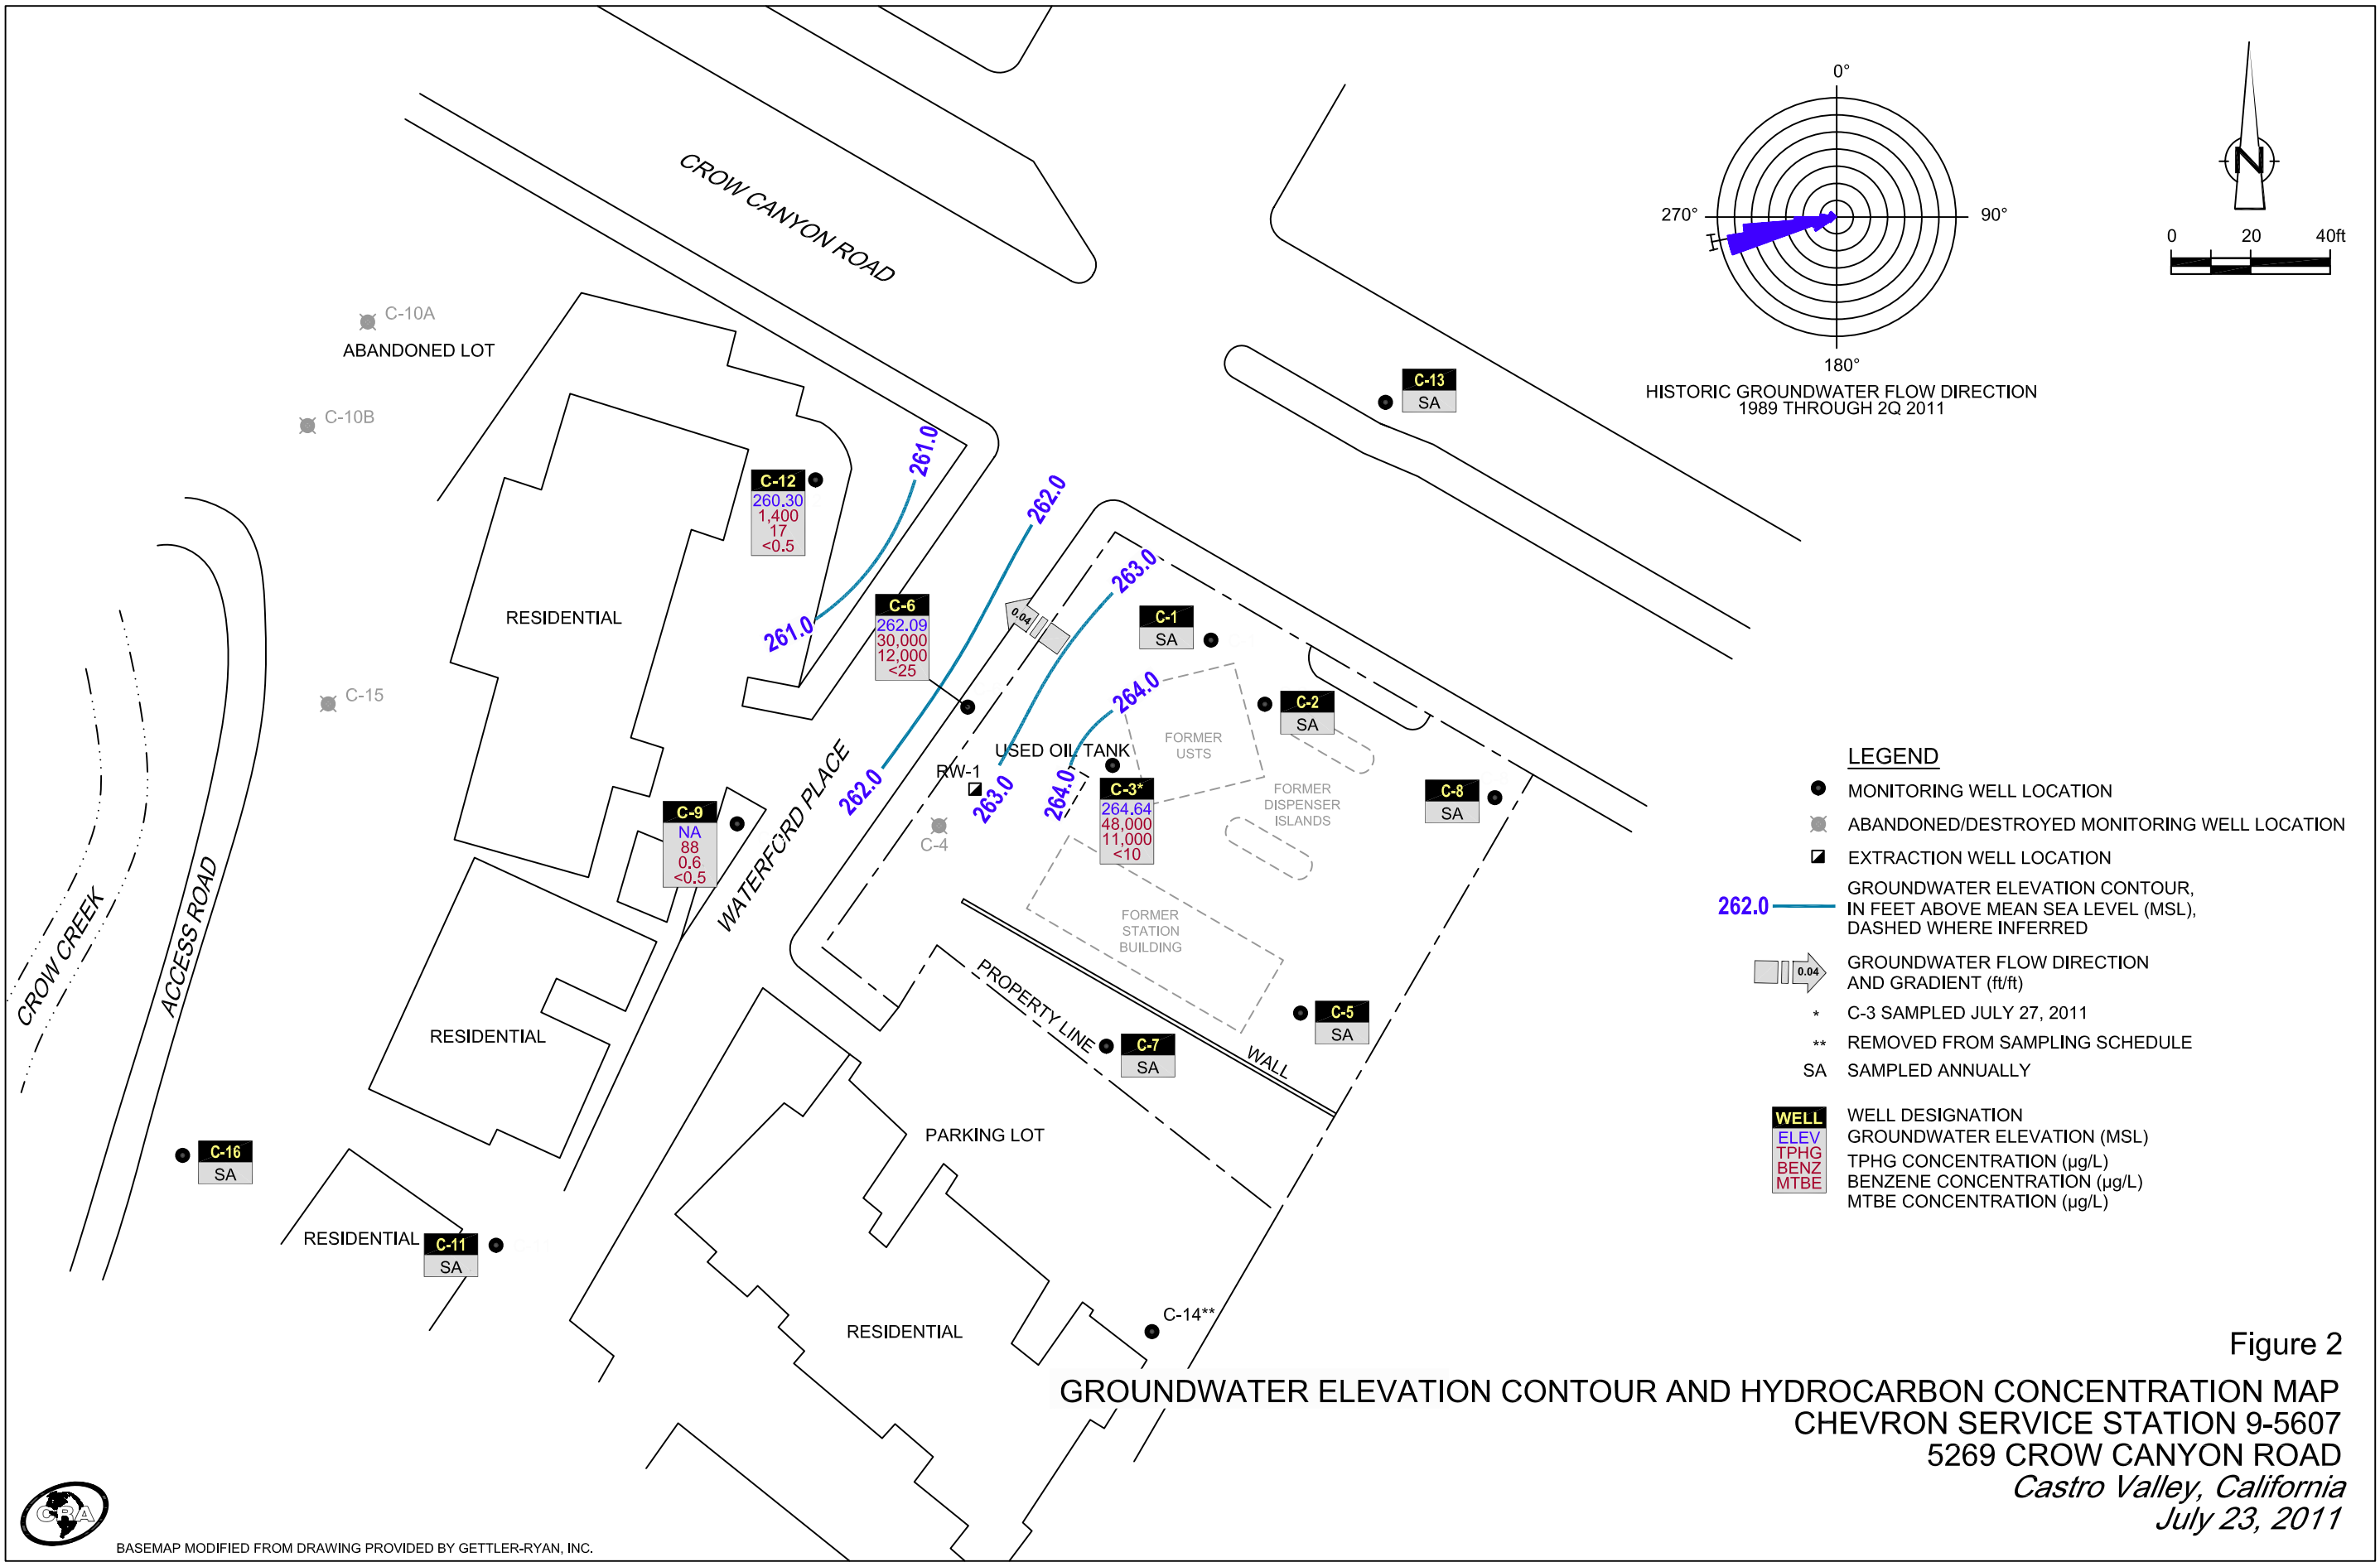 CROW CANYON ROAD
0°
270°
90°
180°
HISTORIC GROUNDWATER FLOW DIRECTION
1989 THROUGH 2Q 2011
N
0 20 40ft
C-10A
ABANDONED LOT
C-10B
C-13
SA
C-12
260.30
1,400
17
<0.5
261.0
262.0
263.0
261.0
RESIDENTIAL
C-6
262.09
30,000
12,000
<25
0.04
C-1
SA
264.0
C-15
C-2
SA
FORMER
USTS
USED OIL TANK
RW-1
262.0
263.0
264.0
C-3*
264.64
48,000
11,000
<10
FORMER
DISPENSER
ISLANDS
C-8
SA
C-9
NA
88
0.6
<0.5
C-4
WATERFORD PLACE
CROW CREEK
ACCESS ROAD
FORMER
STATION
BUILDING
PROPERTY LINE
WALL
C-5
SA
C-7
SA
RESIDENTIAL
PARKING LOT
C-16
SA
RESIDENTIAL
C-11
SA
C-14**
RESIDENTIAL
LEGEND
MONITORING WELL LOCATION
ABANDONED/DESTROYED MONITORING WELL LOCATION
EXTRACTION WELL LOCATION
262.0
GROUNDWATER ELEVATION CONTOUR,
IN FEET ABOVE MEAN SEA LEVEL (MSL),
DASHED WHERE INFERRED
0.04
GROUNDWATER FLOW DIRECTION
AND GRADIENT (ft/ft)
* C-3 SAMPLED JULY 27, 2011
** REMOVED FROM SAMPLING SCHEDULE
SA SAMPLED ANNUALLY
WELL WELL DESIGNATION
ELEV GROUNDWATER ELEVATION (MSL)
TPHG TPHG CONCENTRATION (µg/L)
BENZ BENZENE CONCENTRATION (µg/L)
MTBE MTBE CONCENTRATION (µg/L)
Figure 2
GROUNDWATER ELEVATION CONTOUR AND HYDROCARBON CONCENTRATION MAP
CHEVRON SERVICE STATION 9-5607
5269 CROW CANYON ROAD
Castro Valley, California
July 23, 2011
CRA
BASEMAP MODIFIED FROM DRAWING PROVIDED BY GETTLER-RYAN, INC.